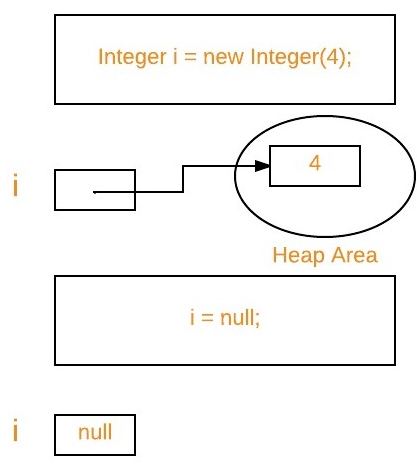 Integer i = new Integer(4);
4
i
Heap Area
i = null;
i
null